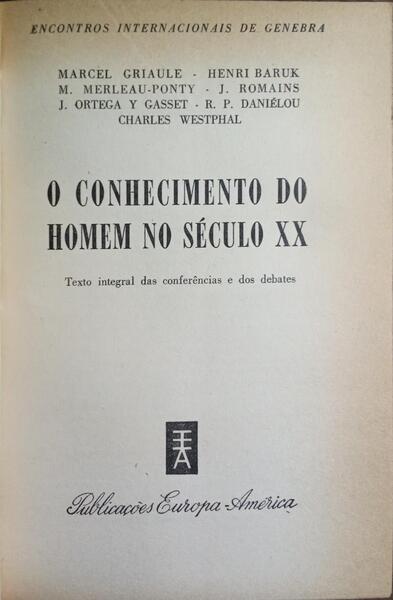 ENCONTROS INTERNACIONAIS DE GENEBRA
MARCEL GRIAULE - HENRI BARUK
M. MERLEAU-PONTY - J. ROMAINS
J. ORTEGA Y GASSET - R. P. DANIÉLOU
CHARLES WESTPHAL
O CONHECIMENTO DO
HOMEM NO SÉCULO XX
Texto integral das conferências e dos debates
Publicações Europa-América